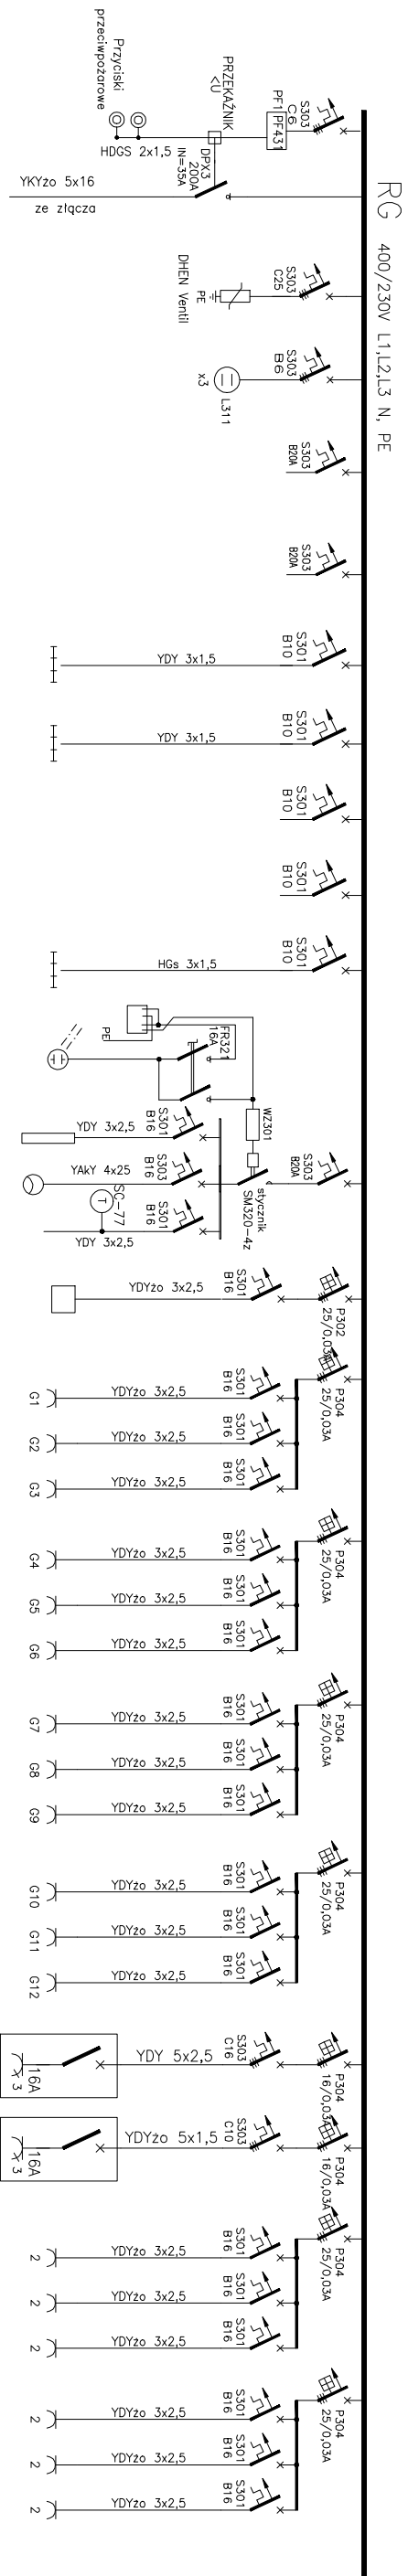 RG 400/230V L1,L2,L3 N, PE
S303
C6
PF1
PF431
PRZEKAŹNIK
<U
Przyciski
przeciwpożarowe
HDGS 2x1,5
DPX3
200A
IN=35A
YKYżo 5x16
ze złącza
S303
C25
PE
DHEN Ventil
S303
B6
L311
x3
S303
B20A
S303
B20A
S301
B10
YDY 3x1,5
S301
B10
YDY 3x1,5
S301
B10
S301
B10
S301
B10
HGs 3x1,5
FR321
16A
PE
WZ301
S303
B20A
stycznik
SM320-4z
S301
B16
YDY 3x2,5
S303
B16
YAkY 4x25
S301
B16
SC-77
T
YDY 3x2,5
P302
25/0,03A
S301
B16
YDYżo 3x2,5
P304
25/0,03A
S301
B16
YDYżo 3x2,5
G1
S301
B16
YDYżo 3x2,5
G2
S301
B16
YDYżo 3x2,5
G3
P304
25/0,03A
S301
B16
YDYżo 3x2,5
G4
S301
B16
YDYżo 3x2,5
G5
S301
B16
YDYżo 3x2,5
G6
P304
25/0,03A
S301
B16
YDYżo 3x2,5
G7
S301
B16
YDYżo 3x2,5
G8
S301
B16
YDYżo 3x2,5
G9
P304
25/0,03A
S301
B16
YDYżo 3x2,5
G10
S301
B16
YDYżo 3x2,5
G11
S301
B16
YDYżo 3x2,5
G12
P304
16/0,03A
S303
C16
YDY 5x2,5
16A
3
P304
16/0,03A
S303
C10
YDYżo 5x1,5
16A
3
P304
25/0,03A
S301
B16
YDYżo 3x2,5
2
S301
B16
YDYżo 3x2,5
2
S301
B16
YDYżo 3x2,5
2
P304
25/0,03A
S301
B16
YDYżo 3x2,5
2
S301
B16
YDYżo 3x2,5
2
S301
B16
YDYżo 3x2,5
2